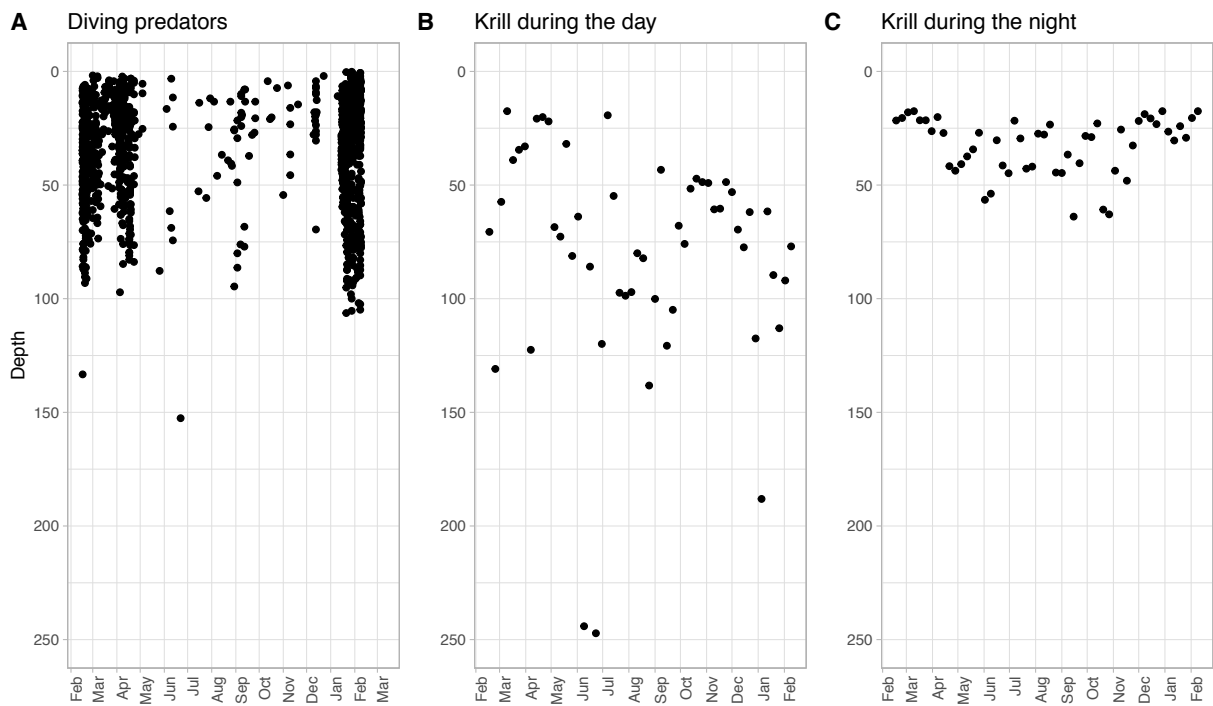 A Diving predators
B Krill during the day
C Krill during the night
Depth
0
50
100
150
200
250
Feb
Mar
Apr
May
Jun
Jul
Aug
Sep
Oct
Nov
Dec
Jan
Feb
Mar
0
50
100
150
200
250
Feb
Mar
Apr
May
Jun
Jul
Aug
Sep
Oct
Nov
Dec
Jan
Feb
0
50
100
150
200
250
Feb
Mar
Apr
May
Jun
Jul
Aug
Sep
Oct
Nov
Dec
Jan
Feb